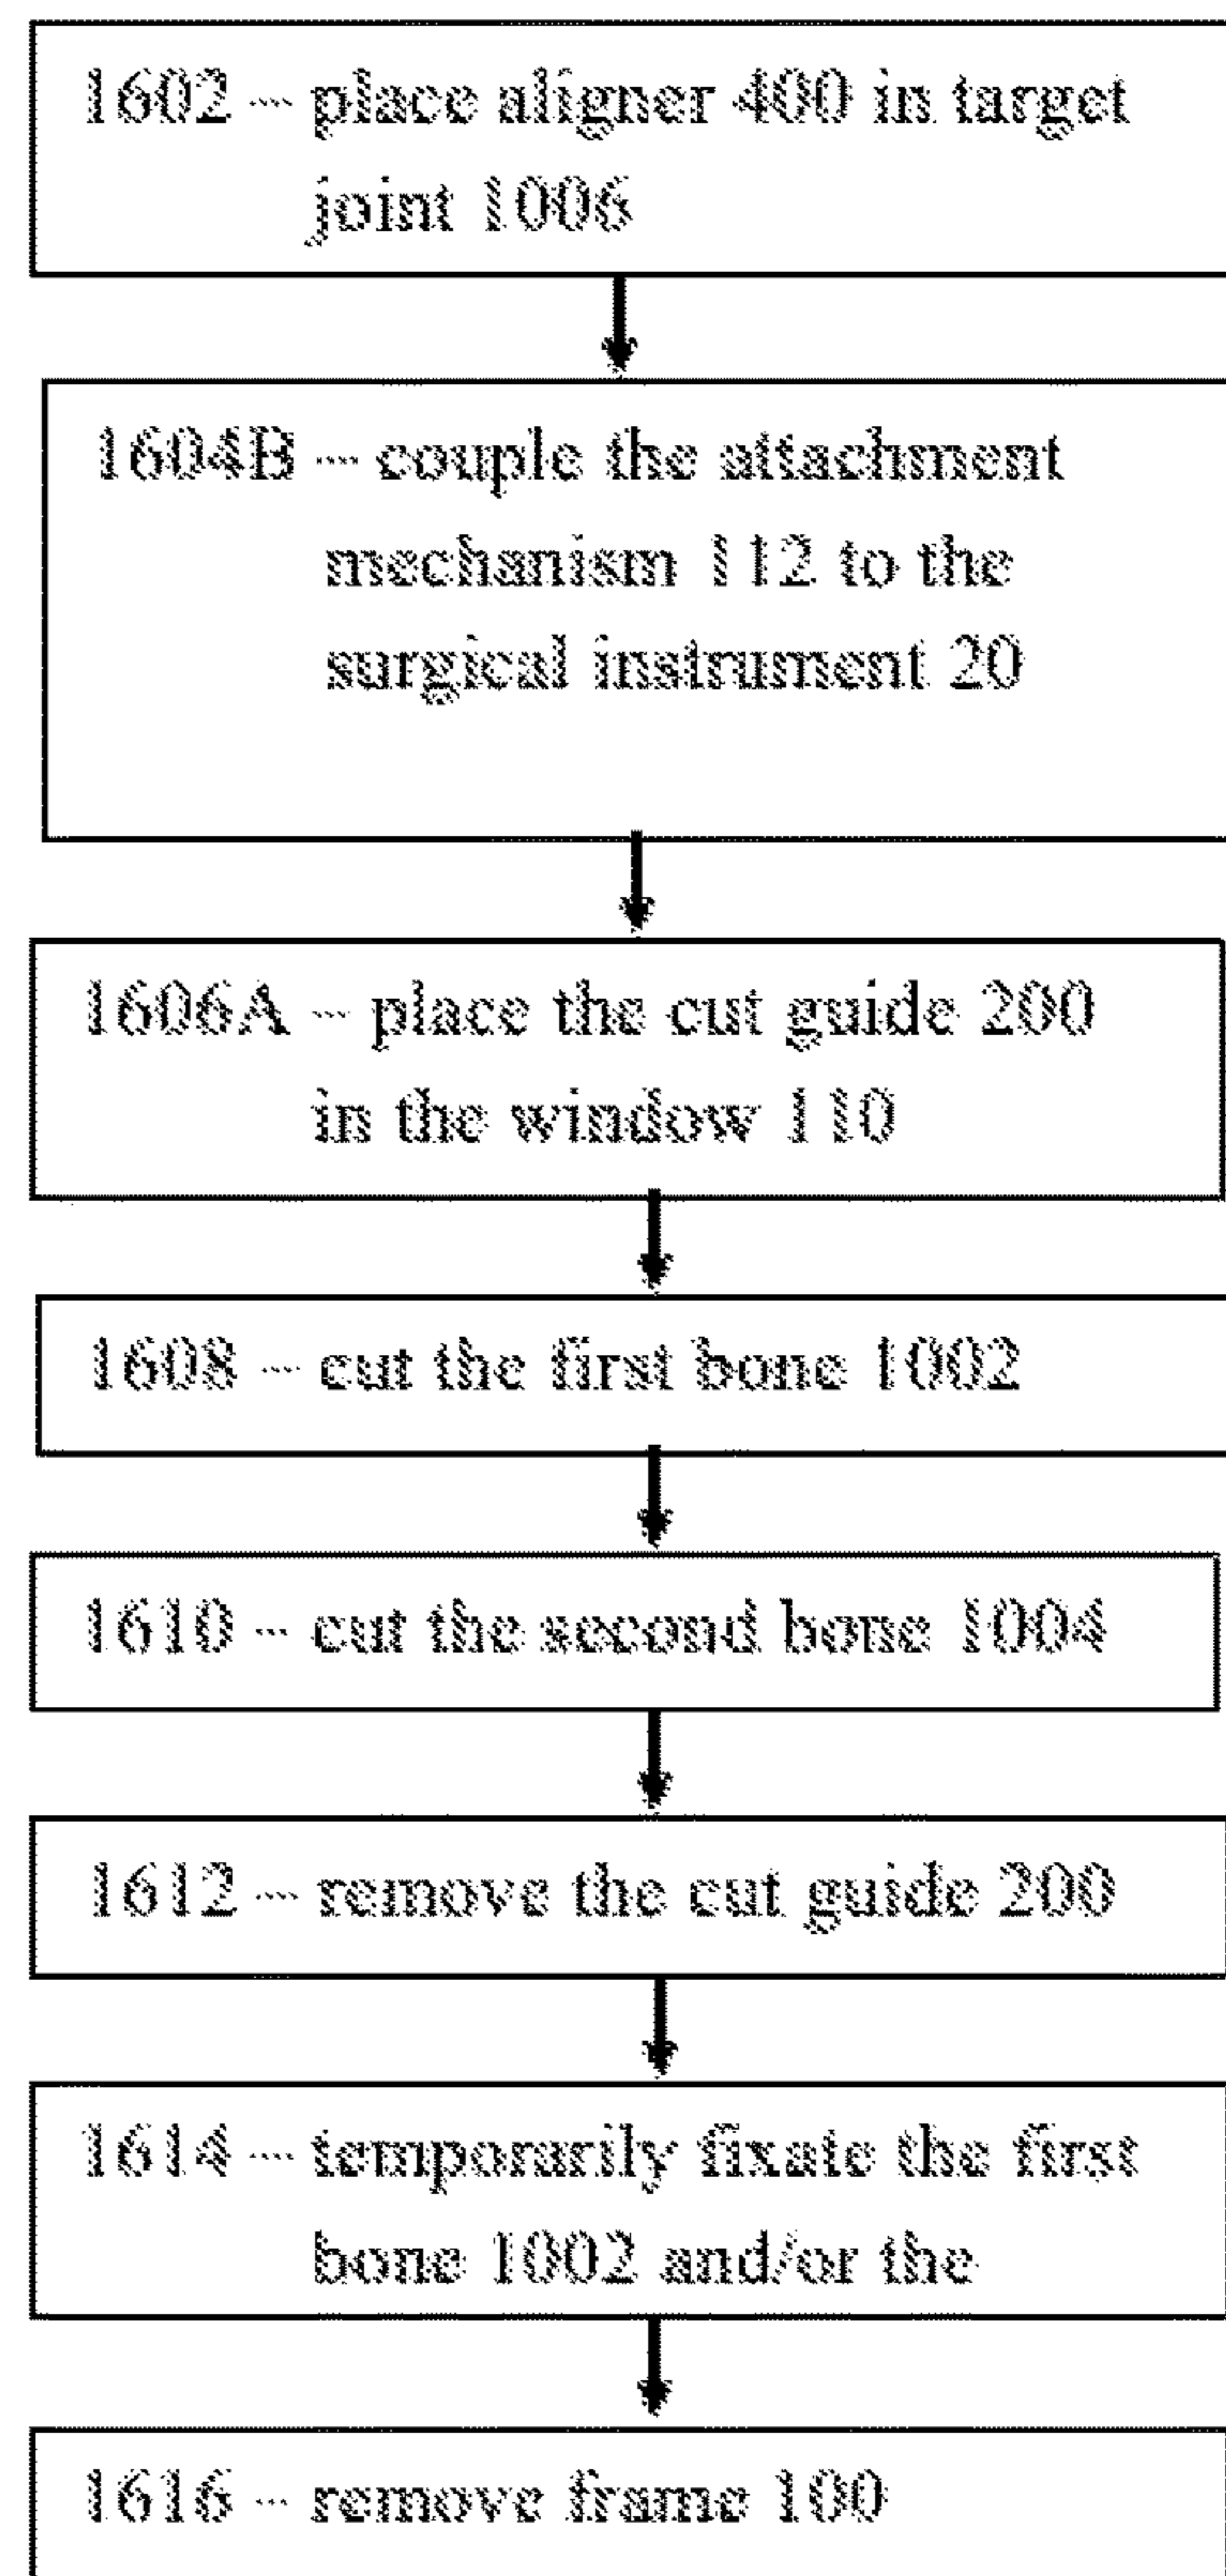 1602 – place aligner 400 in target
joint 1006
1604B – couple the attachment
mechanism 112 to the
surgical instrument 20
1606A – place the cut guide 200
in the window 110
1608 – cut the first bone 1002
1610 – cut the second bone 1004
1612 – remove the cut guide 200
1614 – temporarily fixate the first
bone 1002 and/or the
1616 – remove frame 100